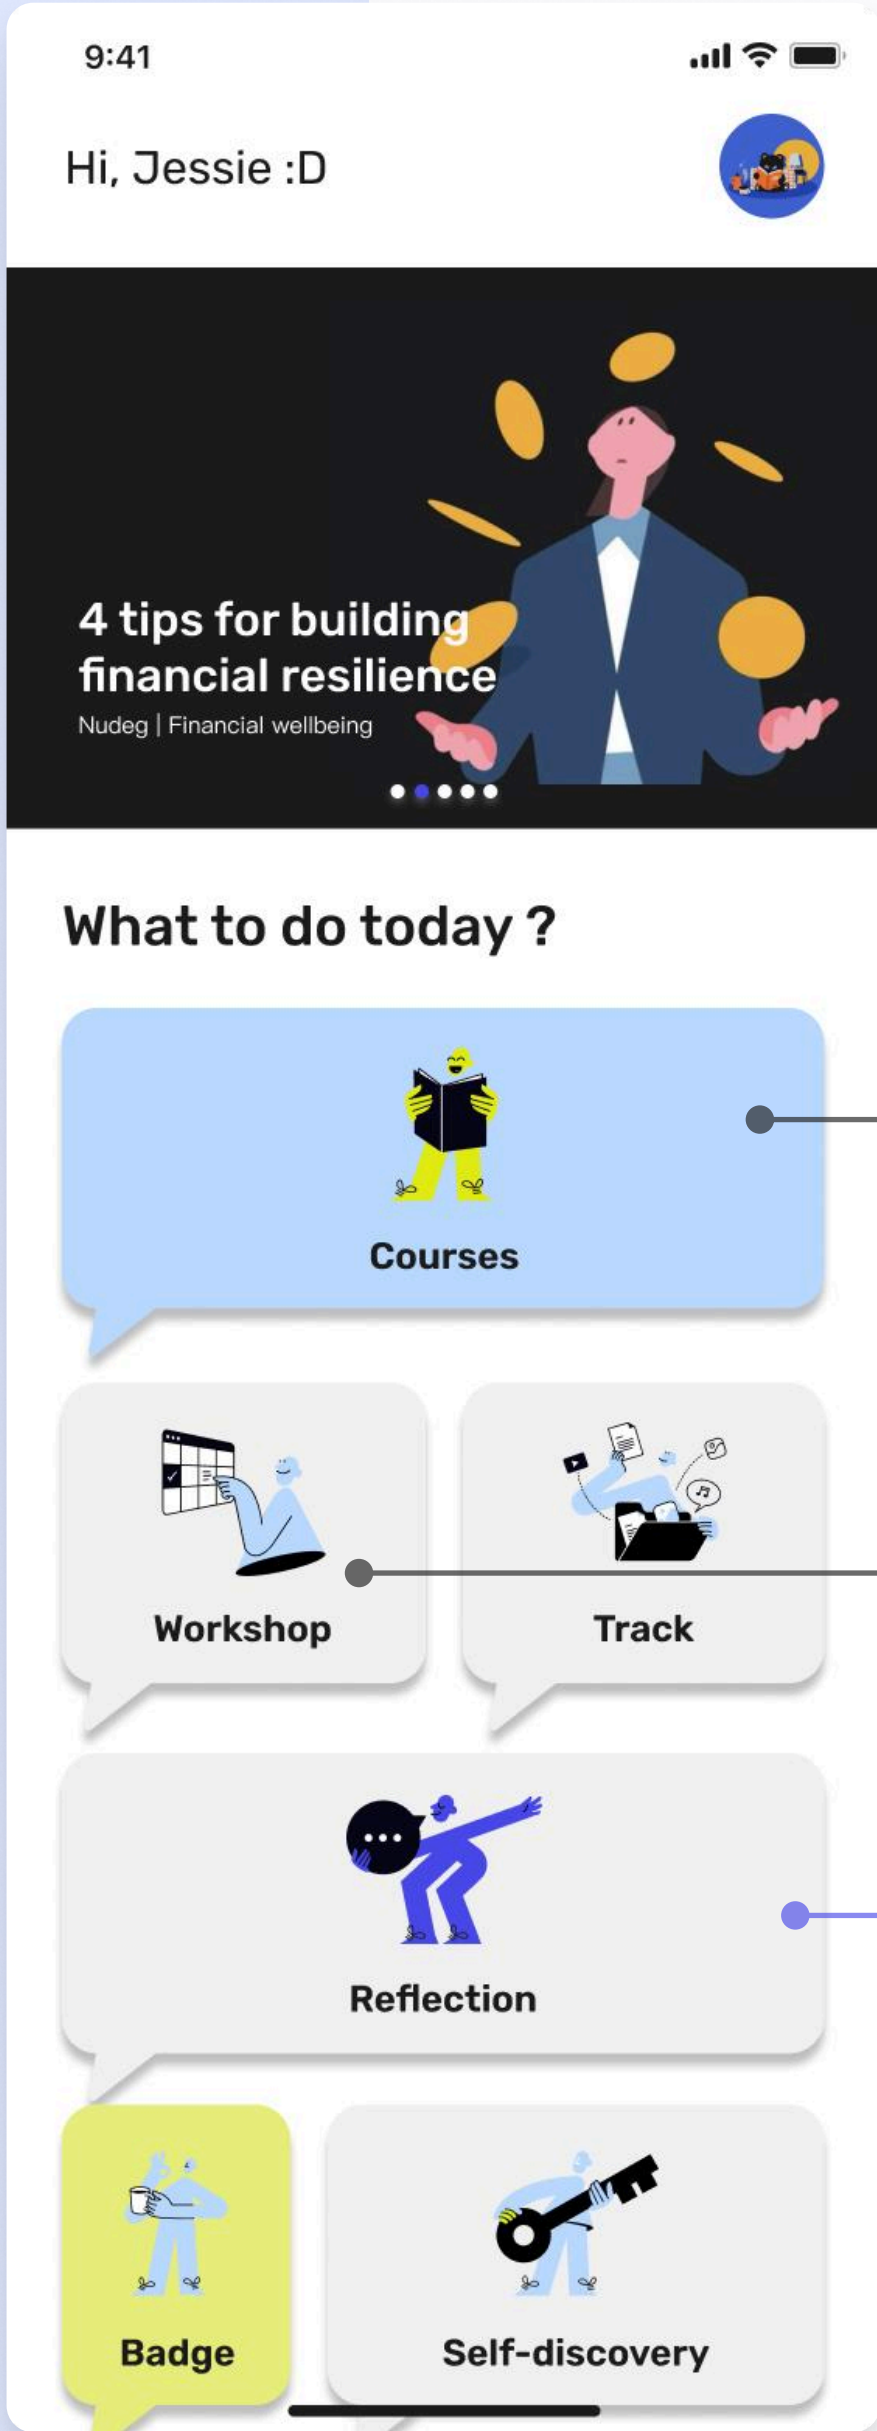 9:41
Hi, Jessie :D
4 tips for building
financial resilience
Nudeg | Financial wellbeing
What to do today ?
Courses
Workshop
Track
Reflection
Badge
Self-discovery